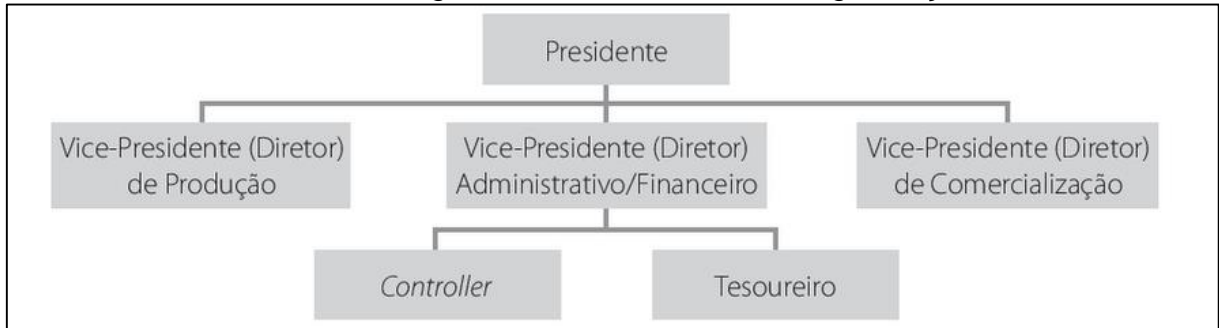 Presidente
Vice-Presidente (Diretor)
de Produção
Vice-Presidente (Diretor)
Administrativo/Financeiro
Vice-Presidente (Diretor)
de Comercialização
Controller
Tesoureiro